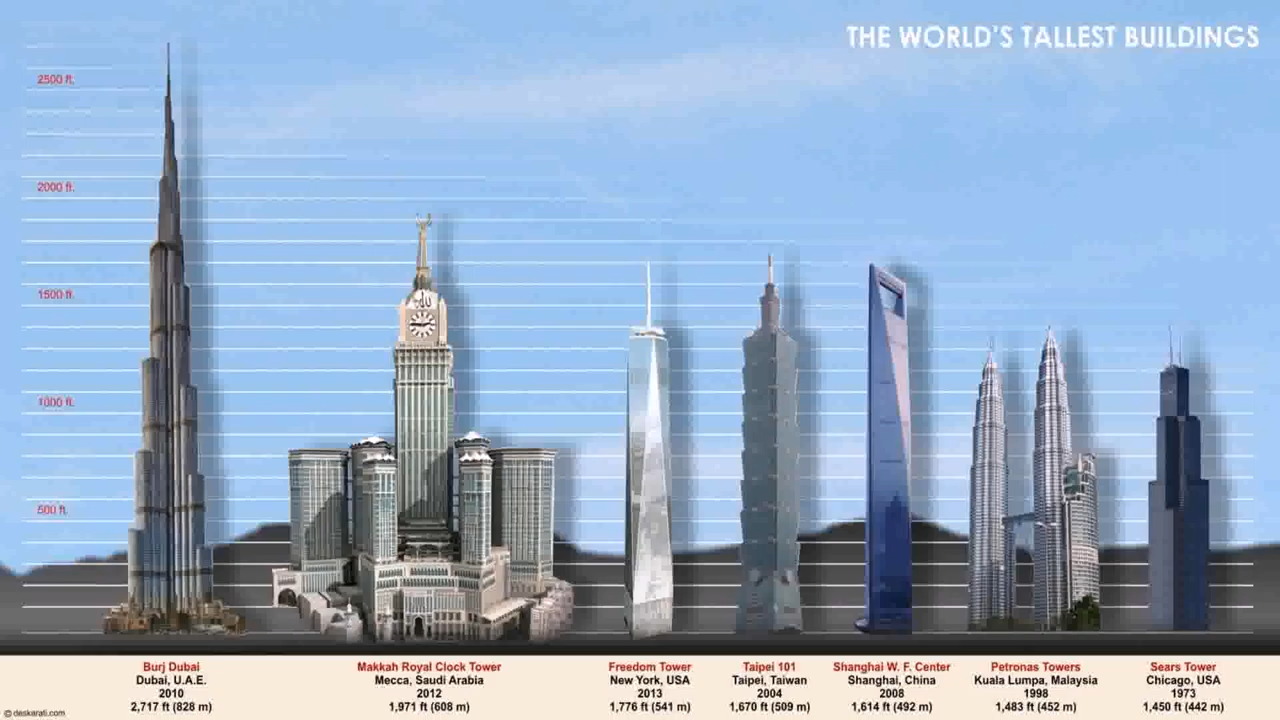 THE WORLD'S TALLEST BUILDINGS
2500 ft.
2000 ft.
1500 ft.
1000 ft.
500 ft.
Burj Dubai
Dubai, U.A.E.
2010
2,717 ft (828 m)
Makkah Royal Clock Tower
Mecca, Saudi Arabia
2012
1,971 ft (608 m)
Freedom Tower
New York, USA
2013
1,776 ft (541 m)
Taipei 101
Taipei, Taiwan
2004
1,670 ft (509 m)
Shanghai W. F. Center
Shanghai, China
2008
1,614 ft (492 m)
Petronas Towers
Kuala Lumpa, Malaysia
1998
1,483 ft (452 m)
Sears Tower
Chicago, USA
1973
1,450 ft (442 m)
© deskarati.com